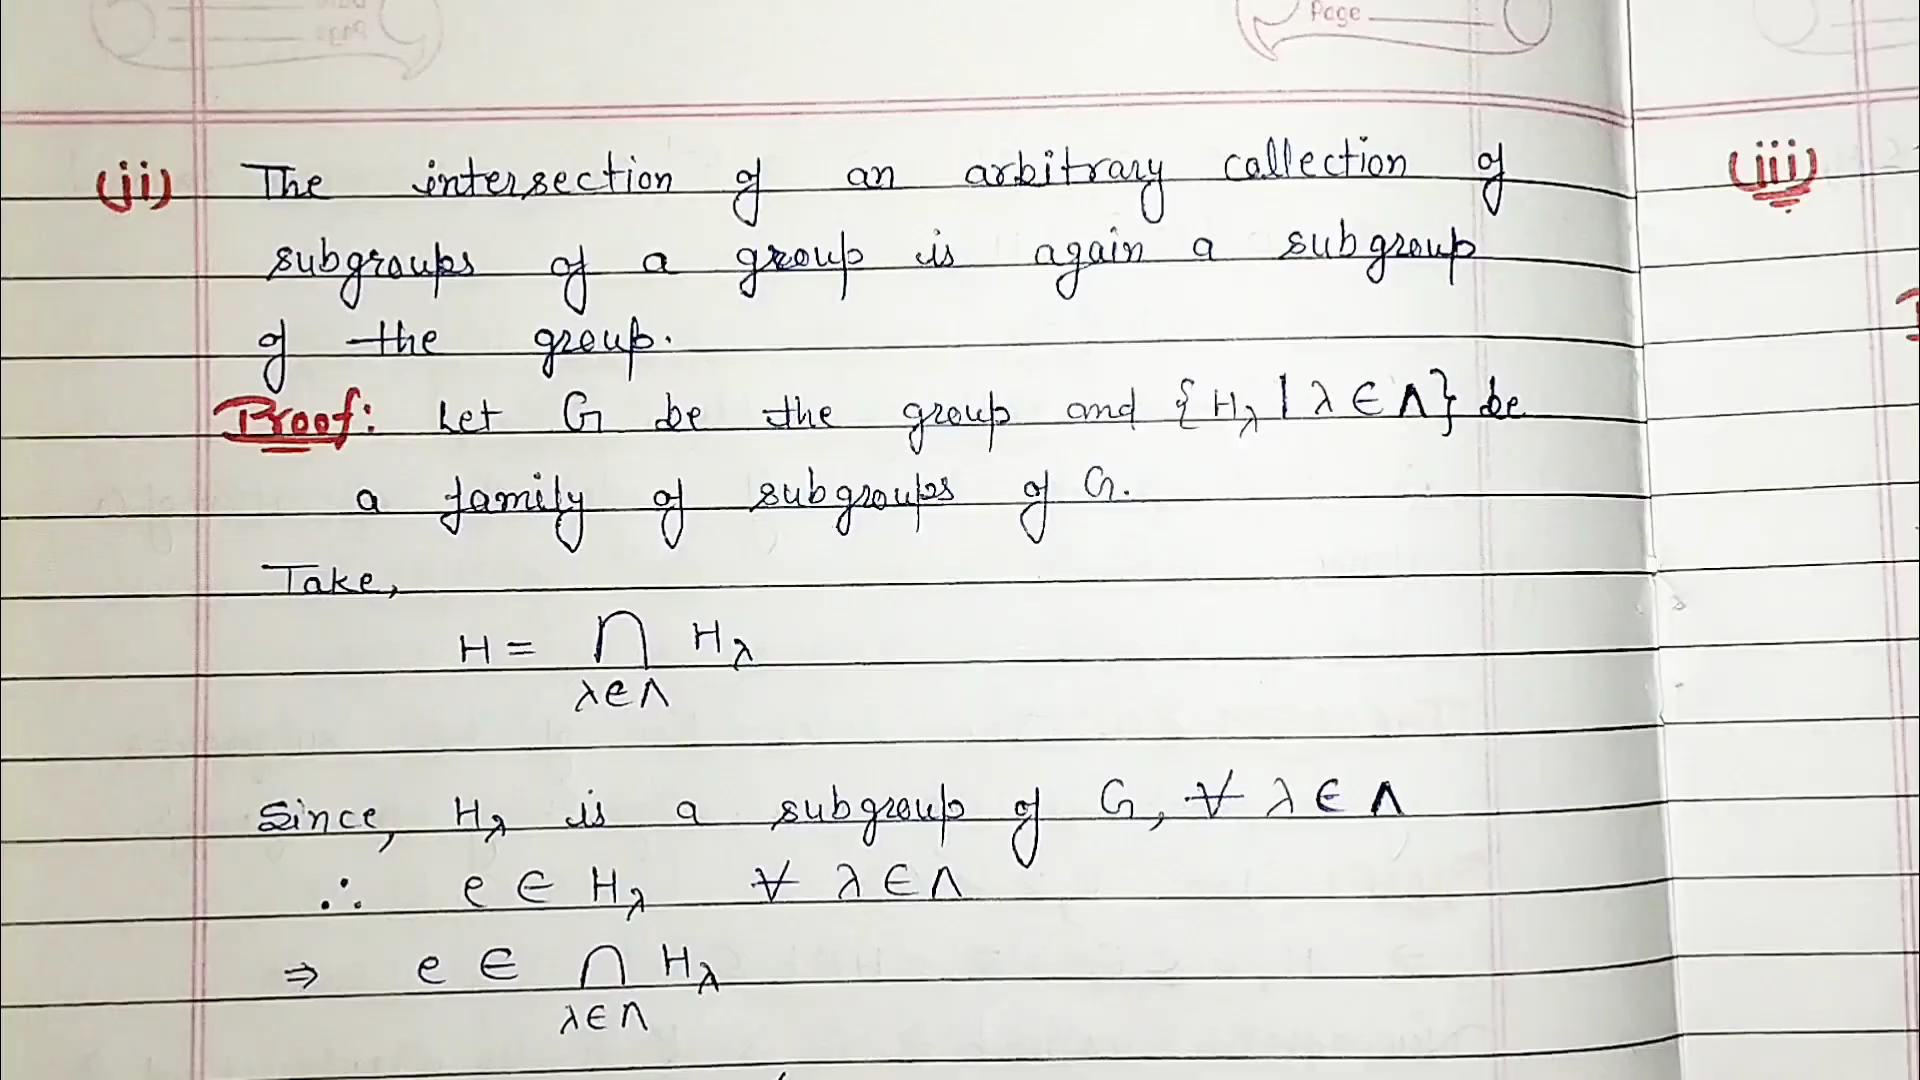 Page
(ii) The intersection of an arbitrary collection of
subgroups of a group is again a subgroup
of the group.
Proof: Let G be the group and {Hλ | λ ∈ Λ} be
a family of subgroups of G.
Take,
H = ⋂ Hλ
λ∈Λ
Since, Hλ is a subgroup of G, ∀ λ ∈ Λ
∴ e ∈ Hλ ∀ λ ∈ Λ
⇒ e ∈ ⋂ Hλ
λ∈Λ
(iii)